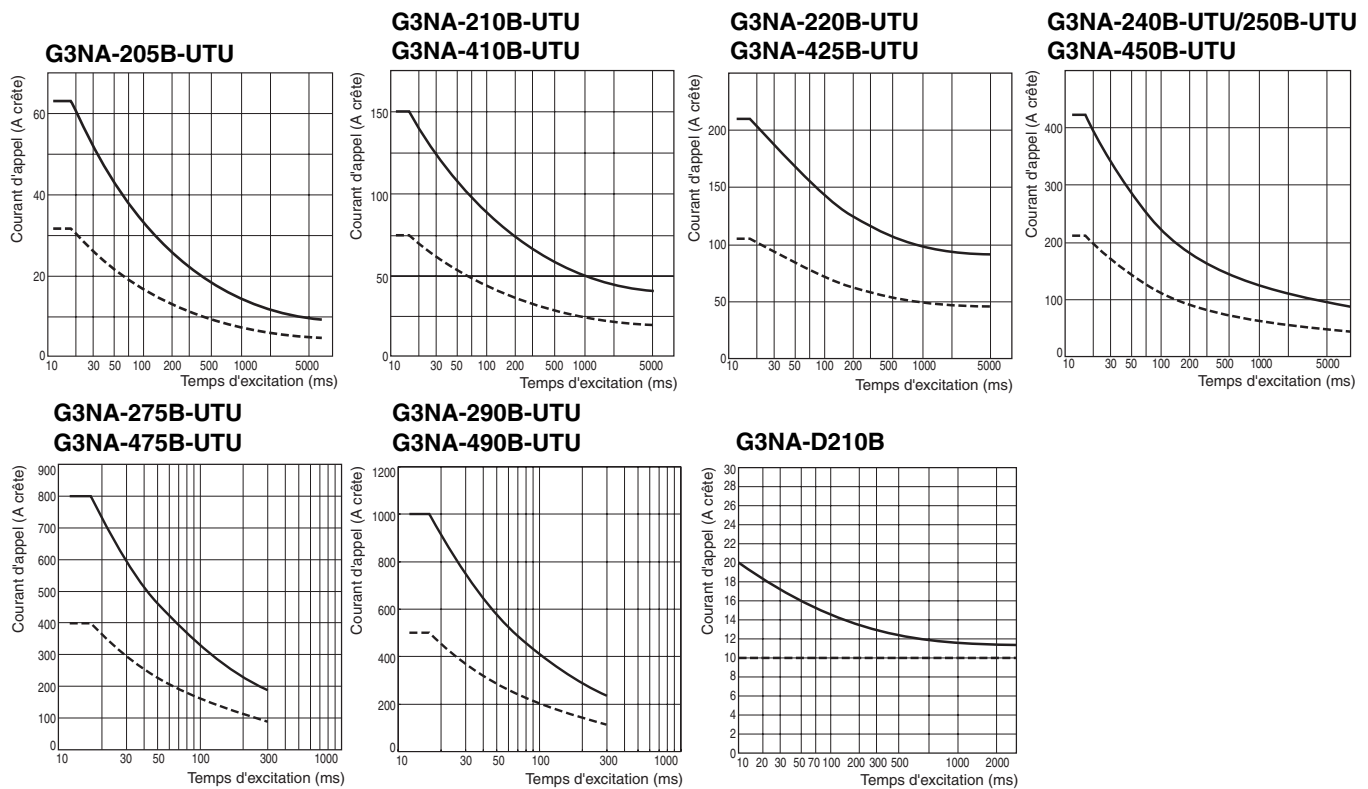 G3NA-205B-UTU
Courant d'appel (A crête)
60
40
20
0
10 30 50 100 200 500 1000 5000
Temps d'excitation (ms)
G3NA-210B-UTU
G3NA-410B-UTU
Courant d'appel (A crête)
150
100
50
0
10 30 50 100 200 500 1000 5000
Temps d'excitation (ms)
G3NA-220B-UTU
G3NA-425B-UTU
Courant d'appel (A crête)
200
150
100
50
0
10 30 50 100 200 500 1000 5000
Temps d'excitation (ms)
G3NA-240B-UTU/250B-UTU
G3NA-450B-UTU
Courant d'appel (A crête)
400
300
200
100
0
10 30 50 100 200 500 1000 5000
Temps d'excitation (ms)
G3NA-275B-UTU
G3NA-475B-UTU
Courant d'appel (A crête)
900
800
700
600
500
400
300
200
100
0
10 30 50 100 300 1000
Temps d'excitation (ms)
G3NA-290B-UTU
G3NA-490B-UTU
Courant d'appel (A crête)
1200
1000
800
600
400
200
0
10 30 50 100 300 1000
Temps d'excitation (ms)
G3NA-D210B
Courant d'appel (A crête)
30
28
26
24
22
20
18
16
14
12
10
8
6
4
2
0
10 20 30 50 70 100 200 300 500 1000 2000
Temps d'excitation (ms)